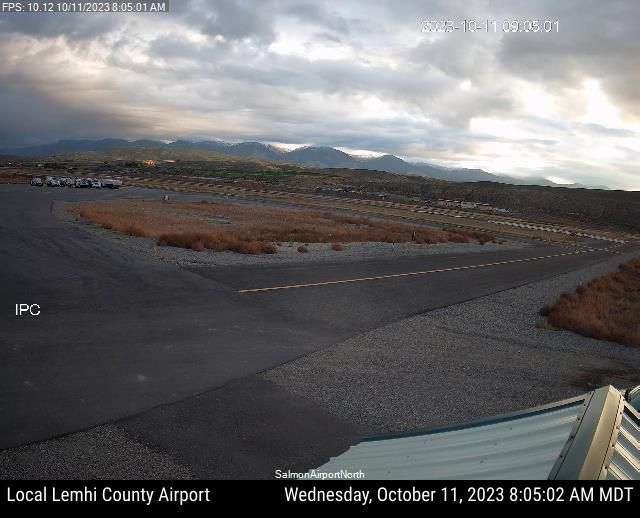 FPS: 10.12 10/11/2023 8:05:01 AM
2023-10-11 09:05:01
IPC
SalmonAirportNorth
Local Lemhi County Airport
Wednesday, October 11, 2023 8:05:02 AM MDT